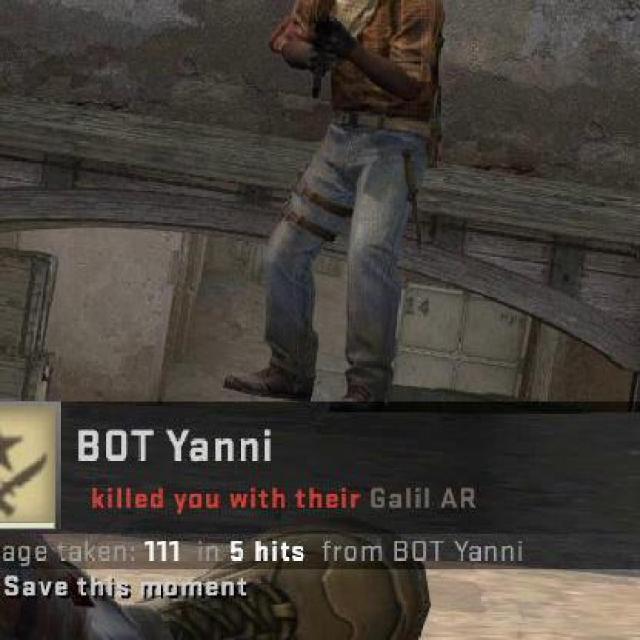 14
BOT Yanni
killed you with their Galil AR
age taken: 111 in 5 hits from BOT Yanni
Save this moment